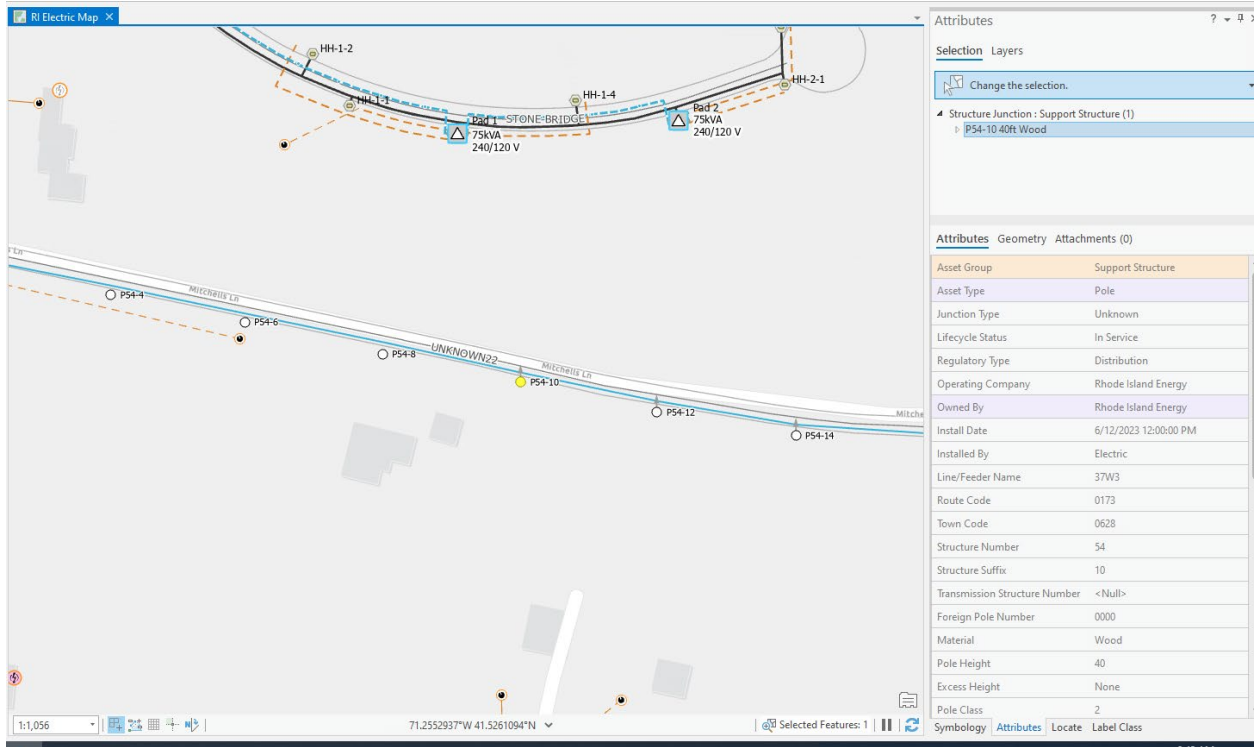 RI Electric Map
HH-1-2
HH-1-1
HH-1-4
HH-2-1
Pad 1
75kVA
240/120 V
STONE BRIDGE
Pad 2
75kVA
240/120 V
s Ln
Mitchells Ln
P54-4
P54-6
P54-8
UNKNOWN22
Mitchells Ln
P54-10
P54-12
P54-14
Mitche
1:1,056
71.2552937°W 41.5261094°N
Selected Features: 1
Attributes
?
Selection Layers
Change the selection.
Structure Junction : Support Structure (1)
P54-10 40ft Wood
Attributes Geometry Attachments (0)
Asset Group Support Structure
Asset Type Pole
Junction Type Unknown
Lifecycle Status In Service
Regulatory Type Distribution
Operating Company Rhode Island Energy
Owned By Rhode Island Energy
Install Date 6/12/2023 12:00:00 PM
Installed By Electric
Line/Feeder Name 37W3
Route Code 0173
Town Code 0628
Structure Number 54
Structure Suffix 10
Transmission Structure Number <Null>
Foreign Pole Number 0000
Material Wood
Pole Height 40
Excess Height None
Pole Class 2
Symbology Attributes Locate Label Class